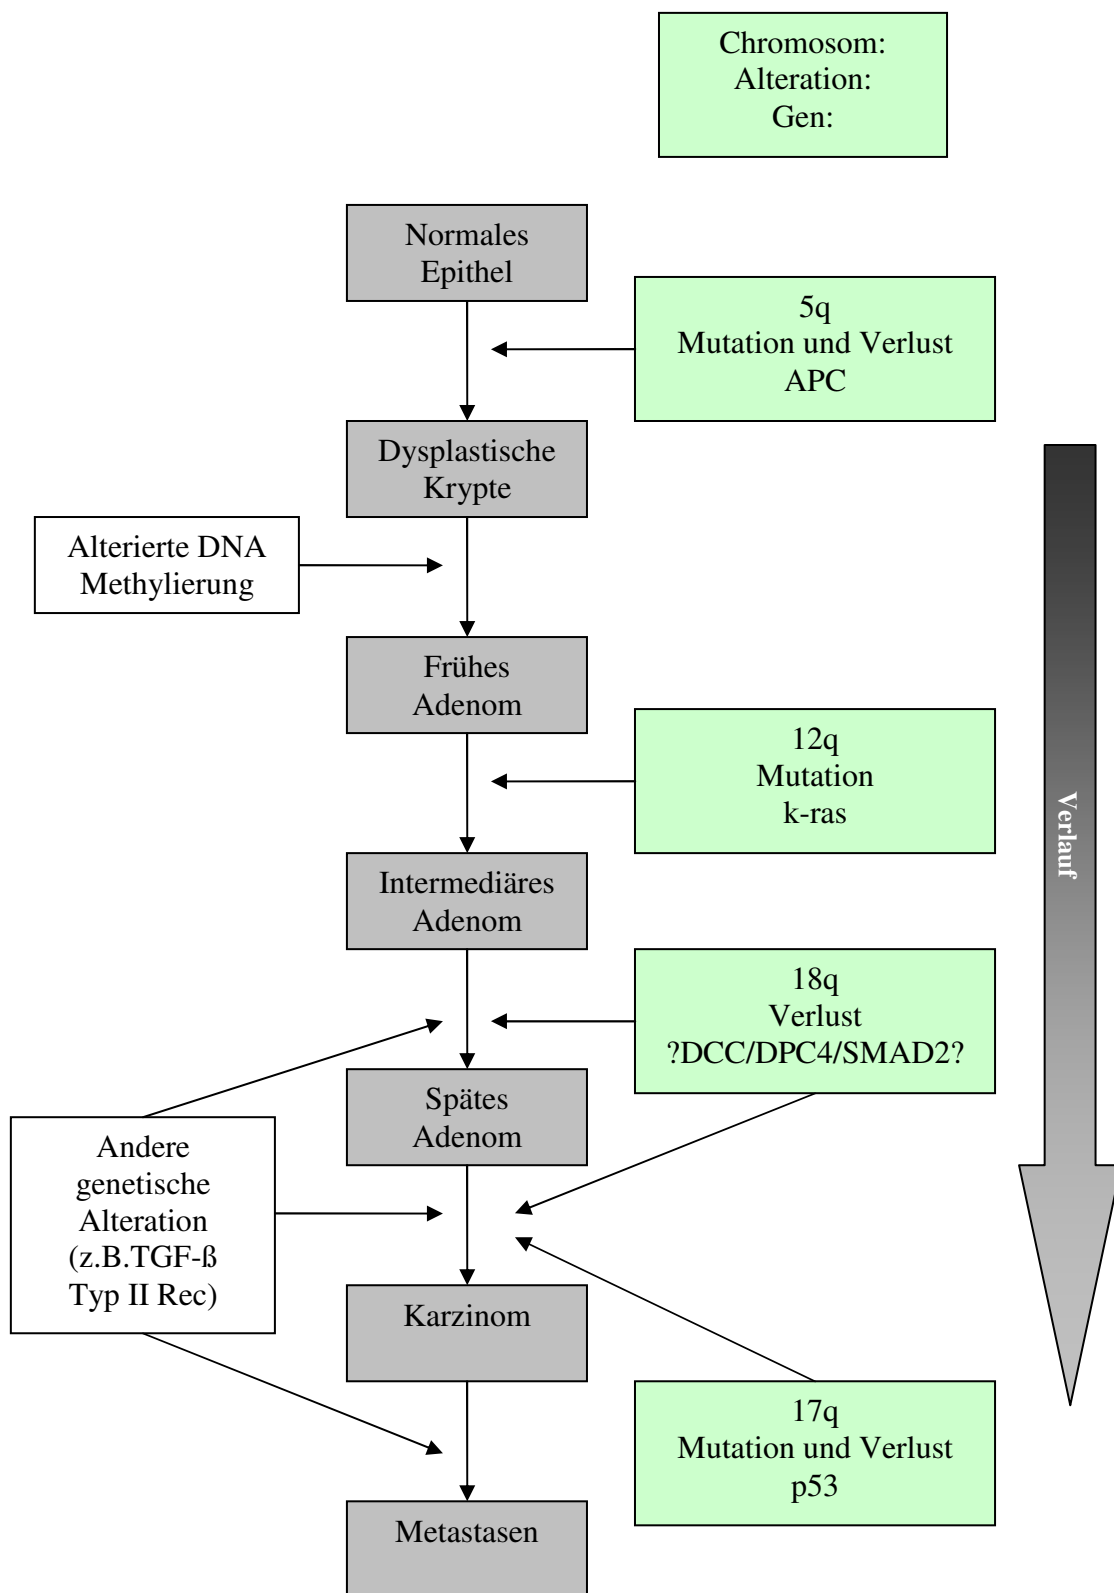 Chromosom:
Alteration:
Gen:
Normales
Epithel
5q
Mutation und Verlust
APC
Dysplastische
Krypte
Alterierte DNA
Methylierung
Frühes
Adenom
12q
Mutation
k-ras
Verlauf
Intermediäres
Adenom
18q
Verlust
?DCC/DPC4/SMAD2?
Spätes
Adenom
Andere
genetische
Alteration
(z.B.TGF-ß
Typ II Rec)
Karzinom
17q
Mutation und Verlust
p53
Metastasen